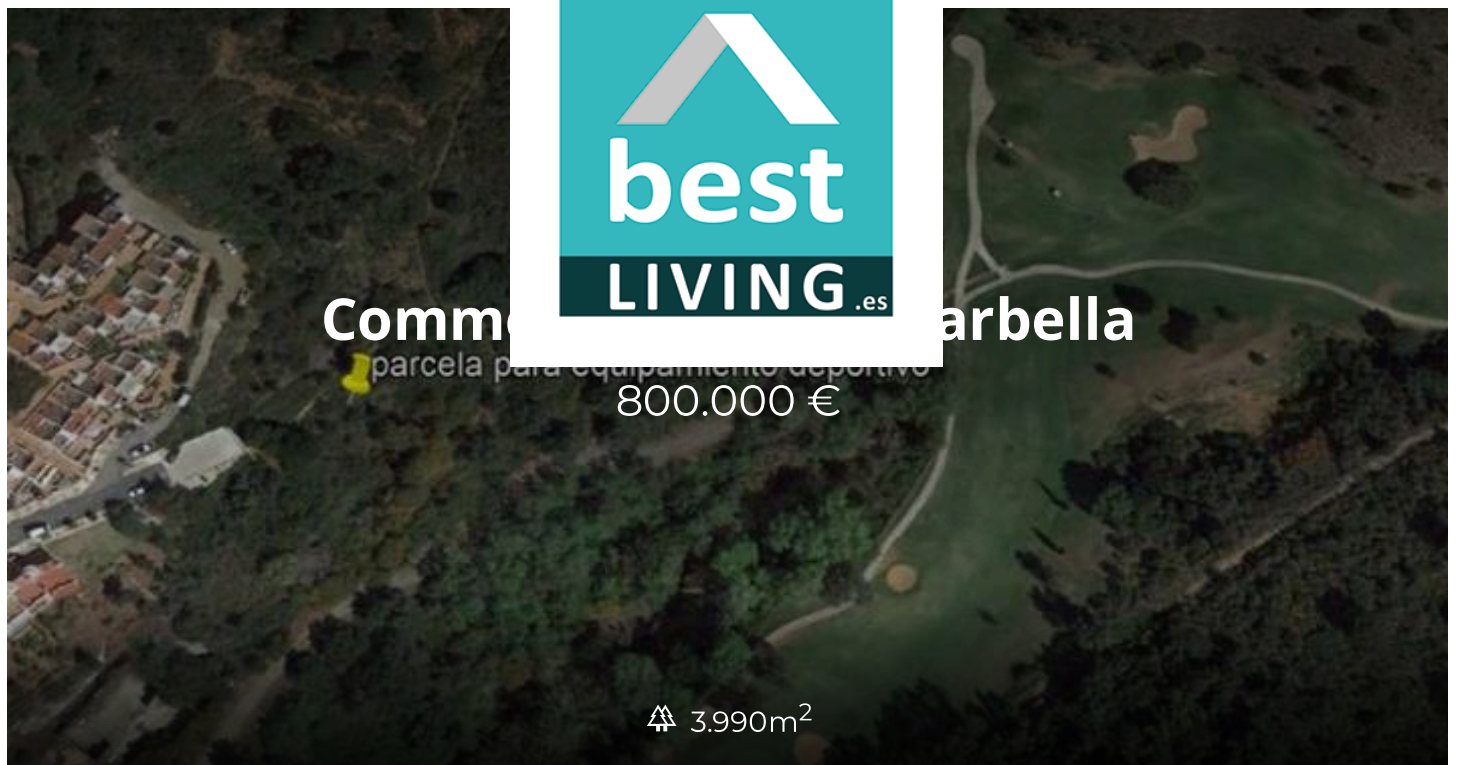 best
LIVING.es
Comm arbella
parcela para equipamiento deportivo
800.000 €
3.990m²